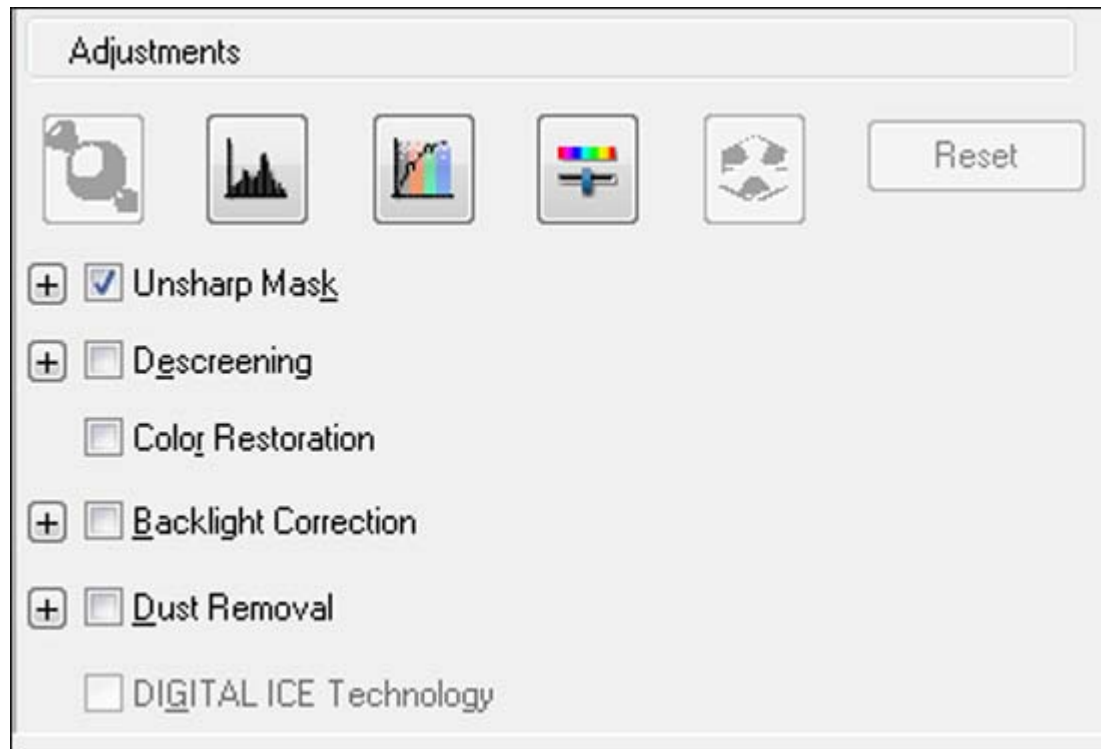 Adjustments
Reset
Unsharp Mask
Descreening
Color Restoration
Backlight Correction
Dust Removal
DIGITAL ICE Technology